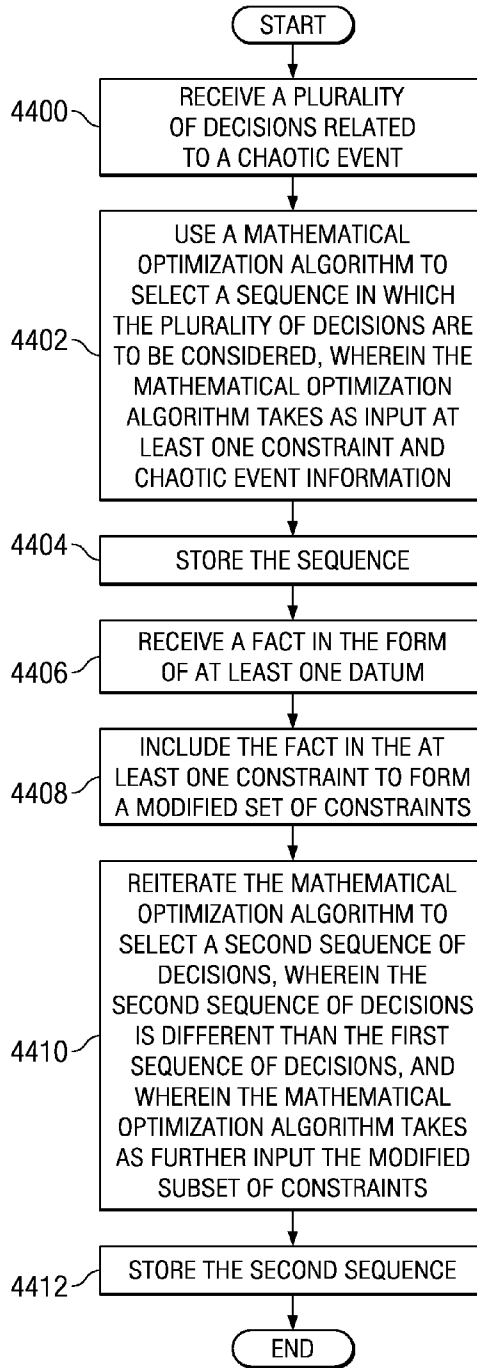 START
4400
RECEIVE A PLURALITY
OF DECISIONS RELATED
TO A CHAOTIC EVENT
4402
USE A MATHEMATICAL
OPTIMIZATION ALGORITHM TO
SELECT A SEQUENCE IN WHICH
THE PLURALITY OF DECISIONS ARE
TO BE CONSIDERED, WHEREIN THE
MATHEMATICAL OPTIMIZATION
ALGORITHM TAKES AS INPUT AT
LEAST ONE CONSTRAINT AND
CHAOTIC EVENT INFORMATION
4404
STORE THE SEQUENCE
4406
RECEIVE A FACT IN THE FORM
OF AT LEAST ONE DATUM
4408
INCLUDE THE FACT IN THE AT
LEAST ONE CONSTRAINT TO FORM
A MODIFIED SET OF CONSTRAINTS
4410
REITERATE THE MATHEMATICAL
OPTIMIZATION ALGORITHM TO
SELECT A SECOND SEQUENCE OF
DECISIONS, WHEREIN THE
SECOND SEQUENCE OF DECISIONS
IS DIFFERENT THAN THE FIRST
SEQUENCE OF DECISIONS, AND
WHEREIN THE MATHEMATICAL
OPTIMIZATION ALGORITHM TAKES
AS FURTHER INPUT THE MODIFIED
SUBSET OF CONSTRAINTS
4412
STORE THE SECOND SEQUENCE
END